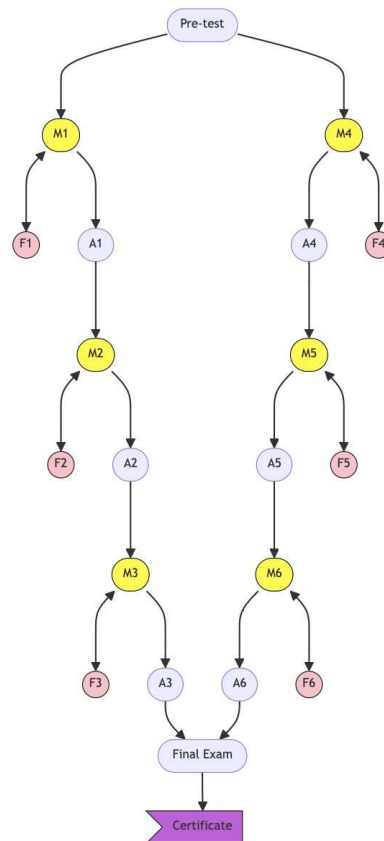 Pre-test
M1
M4
F1
A1
A4
F4
M2
M5
F2
A2
A5
F5
M3
M6
F3
A3
A6
F6
Final Exam
Certificate